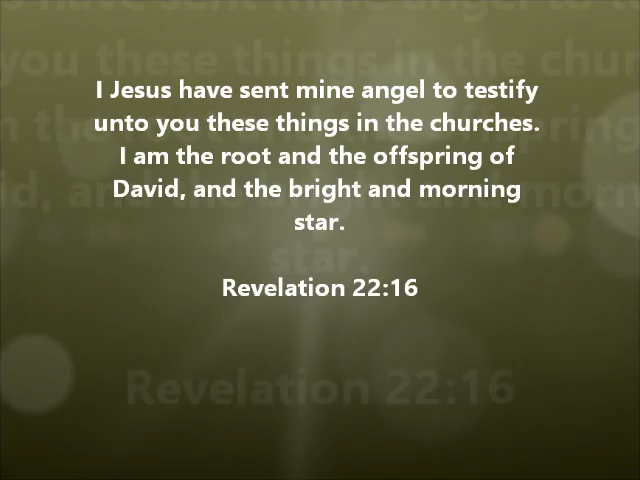 I Jesus have sent mine angel to testify
unto you these things in the churches.
I am the root and the offspring of
David, and the bright and morning
star.
Revelation 22:16